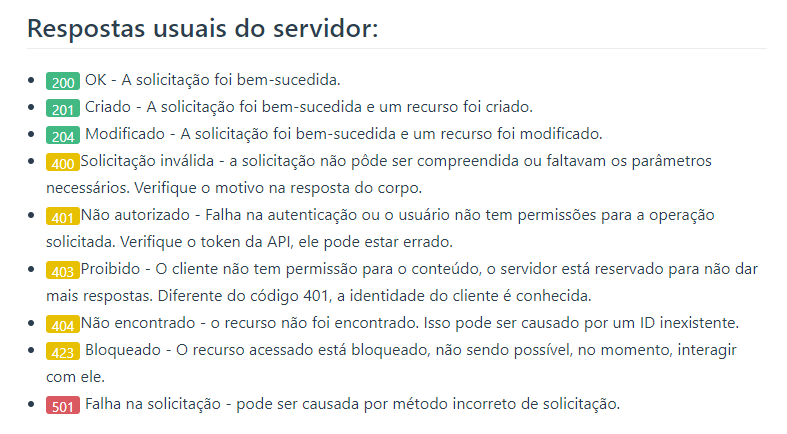 Respostas usuais do servidor:
200 OK - A solicitação foi bem-sucedida.
201 Criado - A solicitação foi bem-sucedida e um recurso foi criado.
204 Modificado - A solicitação foi bem-sucedida e um recurso foi modificado.
400 Solicitação inválida - a solicitação não pôde ser compreendida ou faltavam os parâmetros
necessários. Verifique o motivo na resposta do corpo.
401 Não autorizado - Falha na autenticação ou o usuário não tem permissões para a operação
solicitada. Verifique o token da API, ele pode estar errado.
403 Proibido - O cliente não tem permissão para o conteúdo, o servidor está reservado para não dar
mais respostas. Diferente do código 401, a identidade do cliente é conhecida.
404 Não encontrado - o recurso não foi encontrado. Isso pode ser causado por um ID inexistente.
423 Bloqueado - O recurso acessado está bloqueado, não sendo possível, no momento, interagir
com ele.
501 Falha na solicitação - pode ser causada por método incorreto de solicitação.